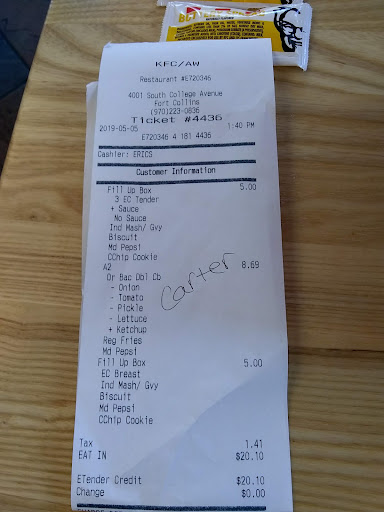 KFC/AW
Restaurant #E720346
4001 South College Avenue
Fort Collins
(970)223-0836
Ticket #4436
2019-05-05 1:40 PM
E720346 4 181 4436
Cashier: ERICS
Customer Information
Fill Up Box 5.00
3 EC Tender
+ Sauce
No Sauce
Ind Mash/ Gvy
Biscuit
Md Pepsi
CChip Cookie
A2 8.69
Or Bac Dbl Cb
- Onion
- Tomato
- Pickle
- Lettuce
+ Ketchup
Carter
Reg Fries
Md Pepsi
Fill Up Box 5.00
EC Breast
Ind Mash/ Gvy
Biscuit
Md Pepsi
CChip Cookie
Tax 1.41
EAT IN $20.10
ETender Credit $20.10
Change $0.00